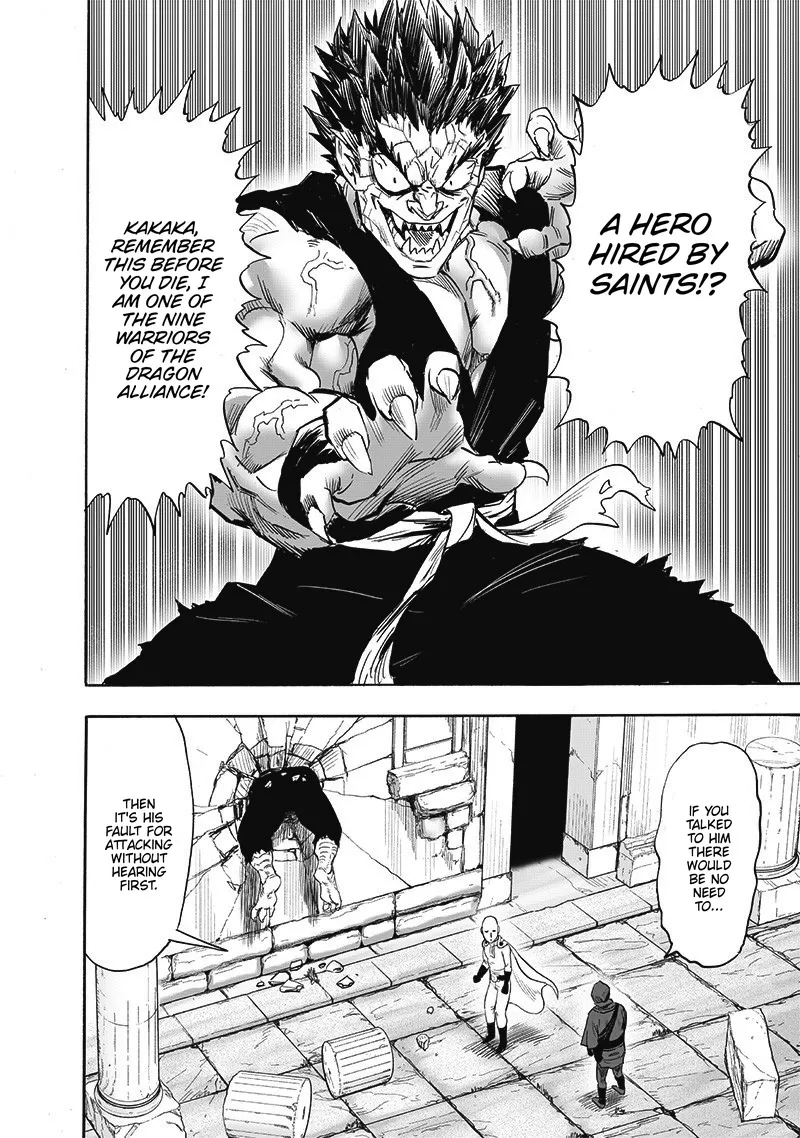 A HERO
HIRED BY
SAINTS!?
KAKAKA,
REMEMBER
THIS BEFORE
YOU DIE, I
AM ONE OF
THE NINE
WARRIORS
OF THE
DRAGON
ALLIANCE!
IF YOU
TALKED
TO HIM
THERE
WOULD
BE NO
NEED
TO...
THEN
IT'S HIS
FAULT FOR
ATTACKING
WITHOUT
HEARING
FIRST.